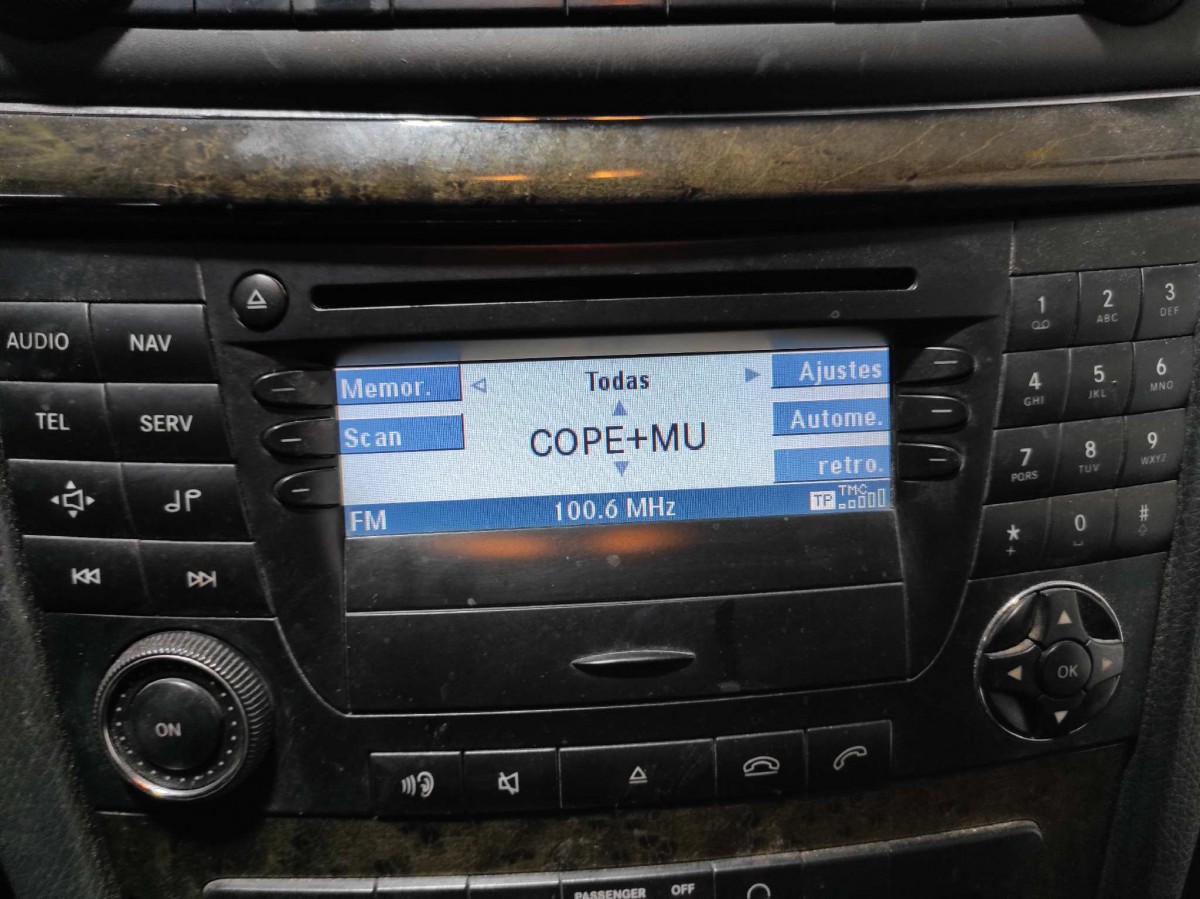 AUDIO
NAV
TEL
SERV
ON
Memor.
Todas
Ajustes
Scan
COPE+MU
Autome.
retro.
FM
100.6 MHz
TP
TMC
1
2 ABC
3 DEF
4 GHI
5 JKL
6 MNO
7 PQRS
8 TUV
9 WXYZ
*
+
0
#
OK
PASSENGER OFF